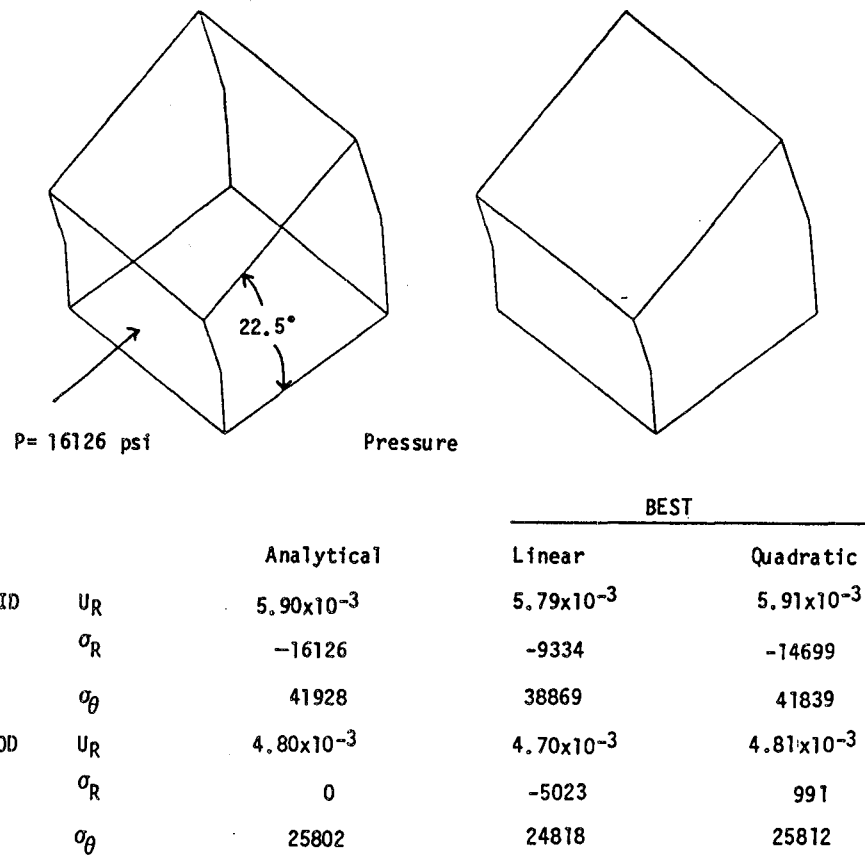 22.5°
P= 16126 psi Pressure
BEST
Analytical Linear Quadratic
ID U_R 5.90x10⁻³ 5.79x10⁻³ 5.91x10⁻³
σ_R −16126 -9334 -14699
σ_θ 41928 38869 41839
OD U_R 4.80x10⁻³ 4.70x10⁻³ 4.81x10⁻³
σ_R 0 -5023 991
σ_θ 25802 24818 25812